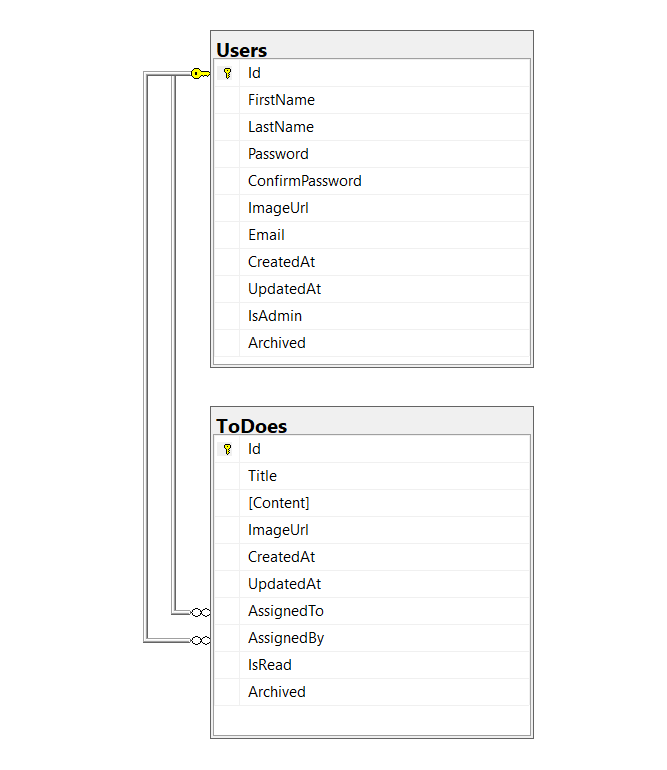 Users
Id
FirstName
LastName
Password
ConfirmPassword
ImageUrl
Email
CreatedAt
UpdatedAt
IsAdmin
Archived
ToDoes
Id
Title
[Content]
ImageUrl
CreatedAt
UpdatedAt
AssignedTo
AssignedBy
IsRead
Archived